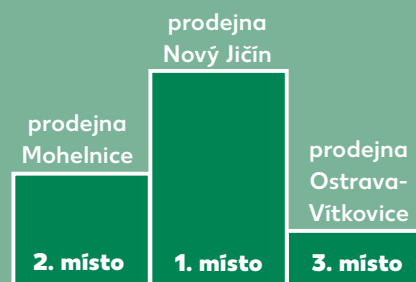 prodejna
Nový Jičín
prodejna
Mohelnice
prodejna
Ostrava-
Vítkovice
2. místo
1. místo
3. místo